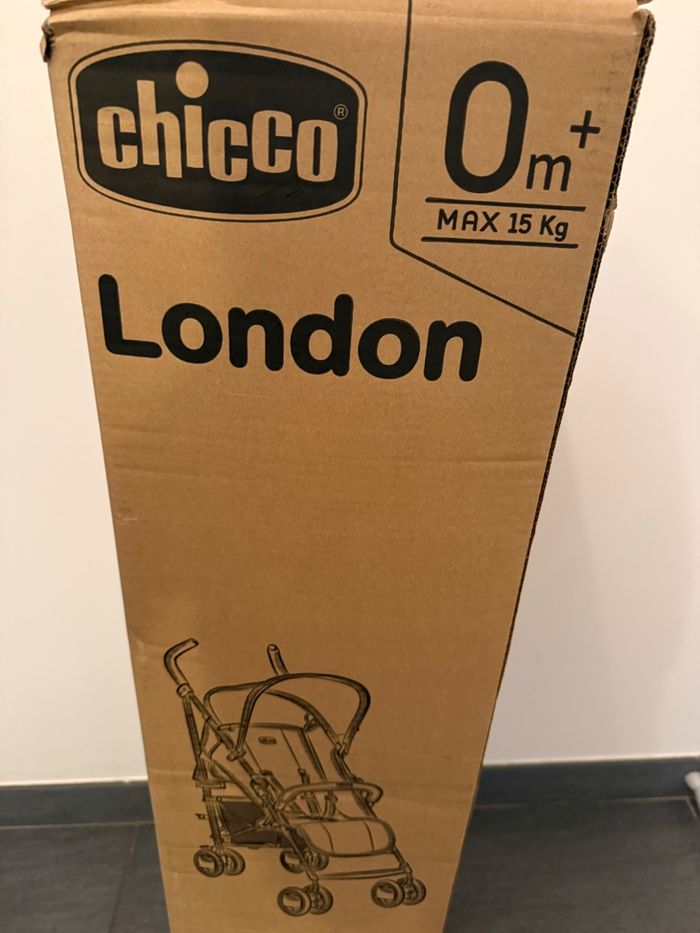 chicco®
0m+
MAX 15 Kg
London